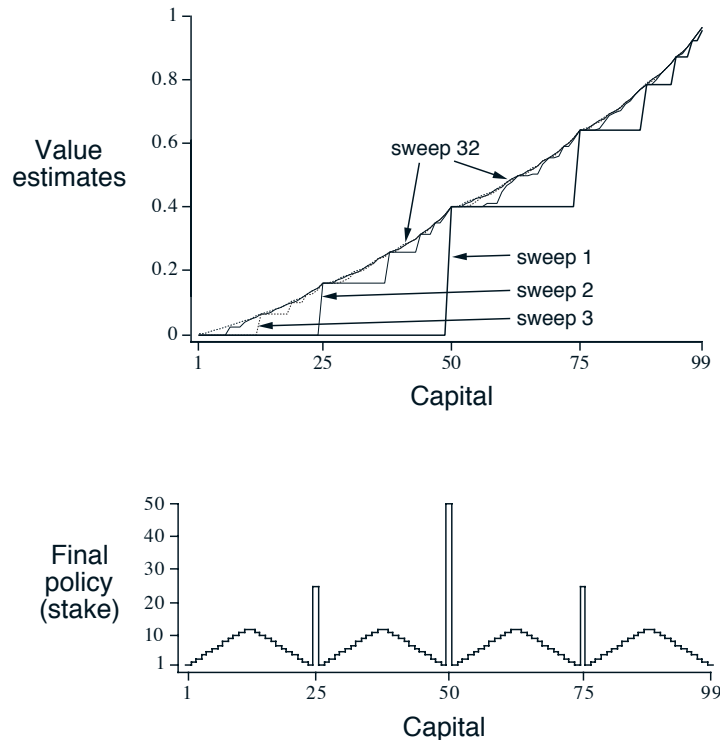 1
0.8
0.6
0.4
0.2
0
Value
estimates
sweep 32
sweep 1
sweep 2
sweep 3
1 25 50 75 99
Capital
50
40
30
20
10
1
Final
policy
(stake)
1 25 50 75 99
Capital